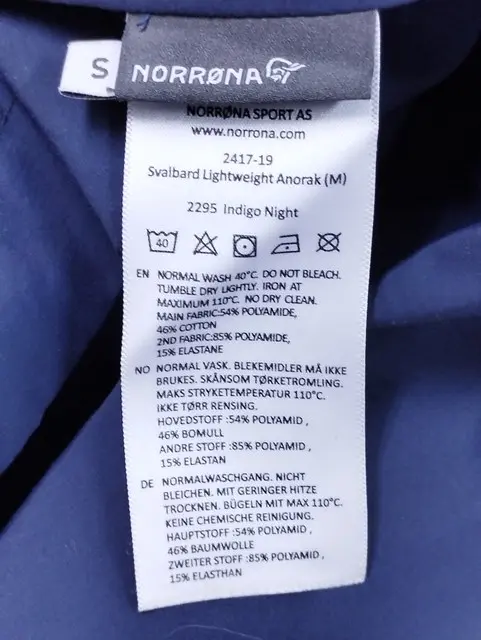 S
NORRØNA
NORRØNA SPORT AS
www.norrona.com
2417-19
Svalbard Lightweight Anorak (M)
2295 Indigo Night
40
EN NORMAL WASH 40°C. DO NOT BLEACH.
TUMBLE DRY LIGHTLY. IRON AT
MAXIMUM 110°C. NO DRY CLEAN.
MAIN FABRIC:54% POLYAMIDE,
46% COTTON
2ND FABRIC:85% POLYAMIDE,
15% ELASTANE
NO NORMAL VASK. BLEKEMIDLER MÅ IKKE
BRUKES. SKÅNSOM TØRKETROMLING.
MAKS STRYKETEMPERATUR 110°C.
IKKE TØRR RENSING.
HOVEDSTOFF :54% POLYAMID ,
46% BOMULL
ANDRE STOFF :85% POLYAMID ,
15% ELASTAN
DE NORMALWASCHGANG. NICHT
BLEICHEN. MIT GERINGER HITZE
TROCKNEN. BÜGELN MIT MAX 110°C.
KEINE CHEMISCHE REINIGUNG.
HAUPTSTOFF :54% POLYAMID ,
46% BAUMWOLLE
ZWEITER STOFF :85% POLYAMID ,
15% ELASTHAN